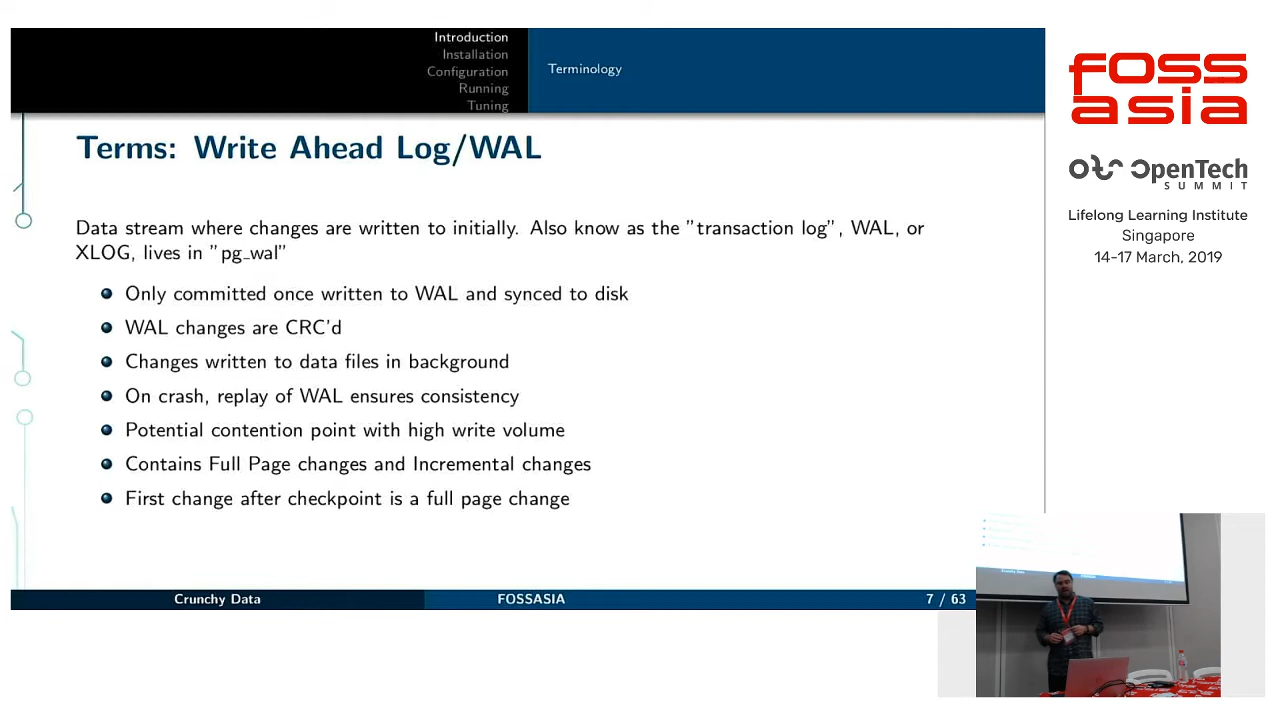 Introduction
Installation
Configuration
Running
Tuning
Terminology
Terms: Write Ahead Log/WAL
Data stream where changes are written to initially. Also know as the "transaction log", WAL, or
XLOG, lives in "pg_wal"
Only committed once written to WAL and synced to disk
WAL changes are CRC'd
Changes written to data files in background
On crash, replay of WAL ensures consistency
Potential contention point with high write volume
Contains Full Page changes and Incremental changes
First change after checkpoint is a full page change
Crunchy Data
FOSSASIA
7 / 63
FOSS
asia
OpenTech
SUMMIT
Lifelong Learning Institute
Singapore
14-17 March, 2019